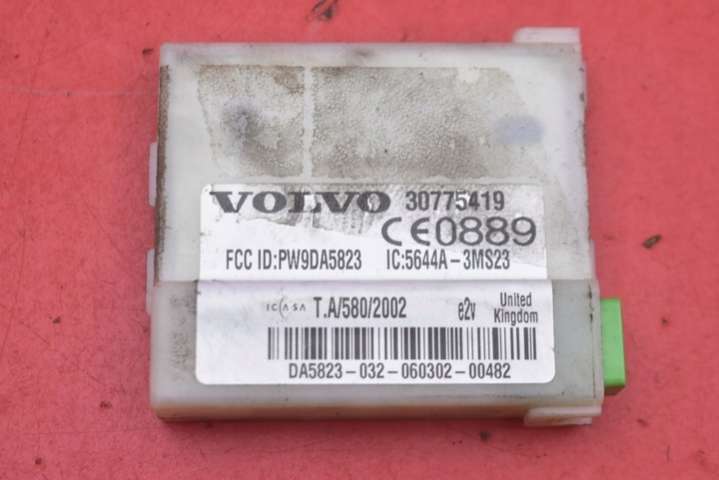 VOLVO 30775419
CE0889
FCC ID:PW9DA5823 IC:5644A-3MS23
ICASA T.A/580/2002 e2v United Kingdom
DA5823-032-060302-00482